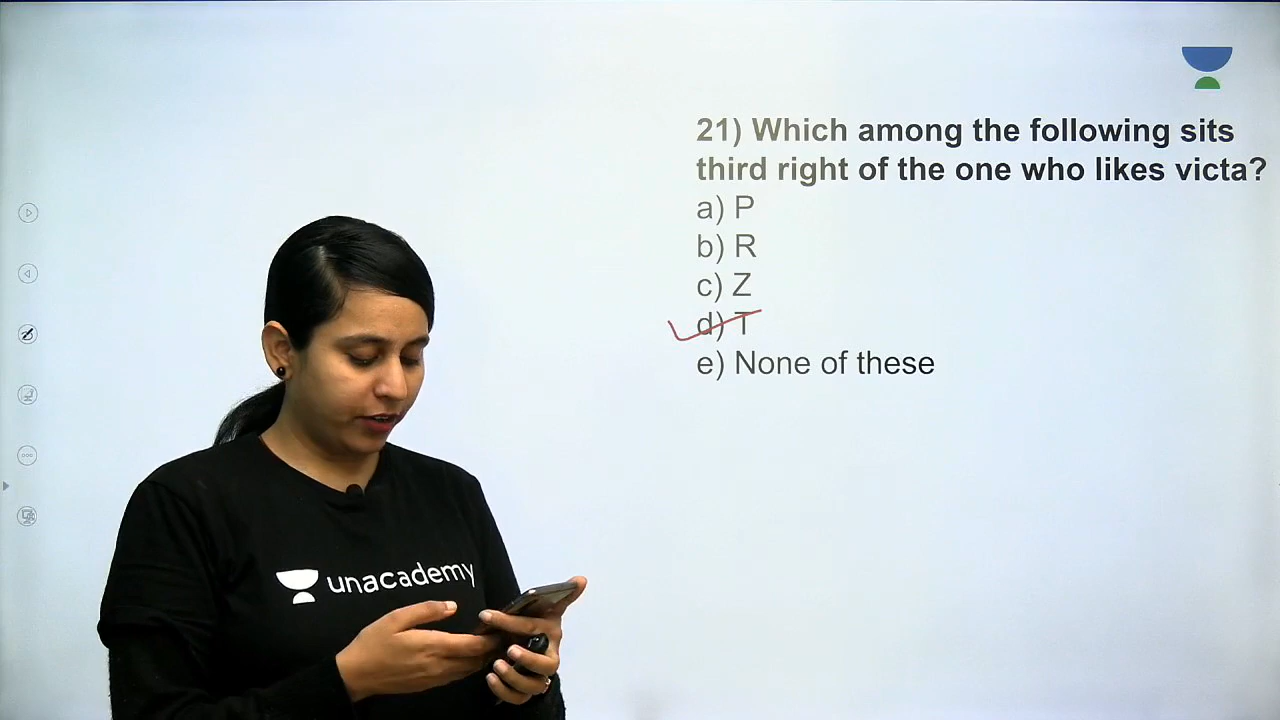 21) Which among the following sits
third right of the one who likes victa?
a) P
b) R
c) Z
d) T
e) None of these
unacademy